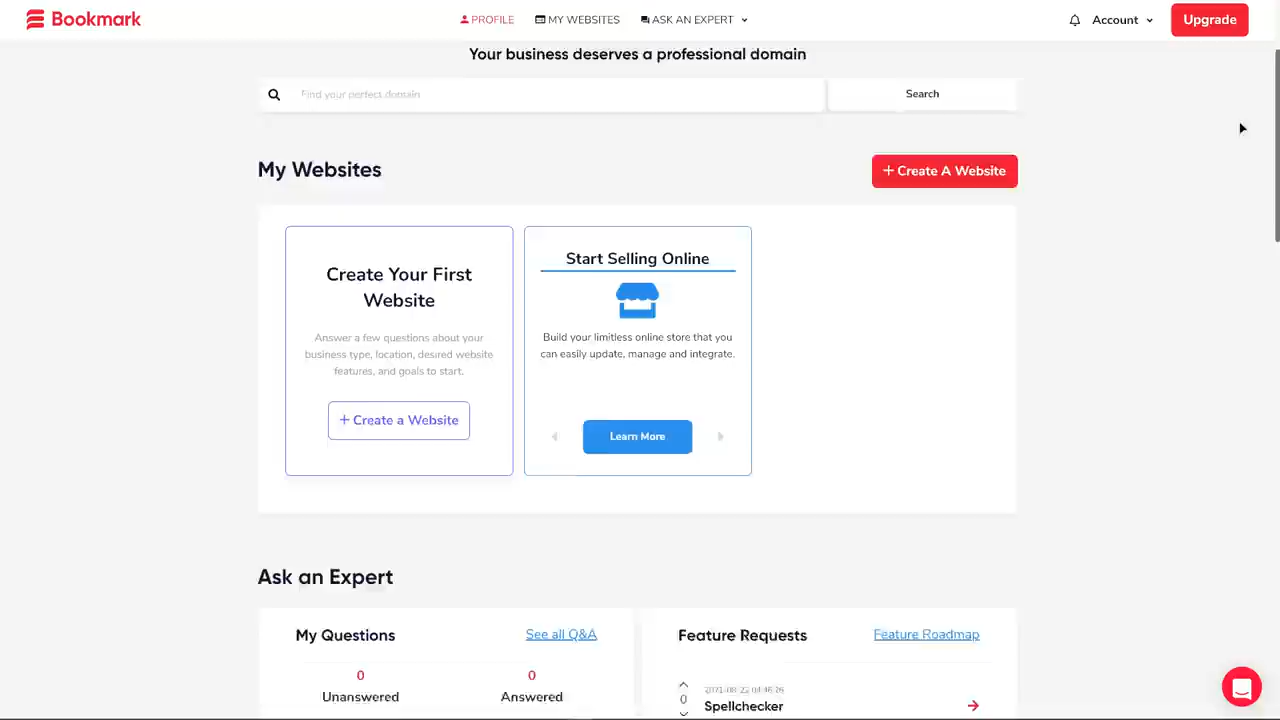 Bookmark
PROFILE
MY WEBSITES
ASK AN EXPERT
Account
Upgrade
Your business deserves a professional domain
Find your perfect domain
Search
My Websites
+ Create A Website
Create Your First
Website
Answer a few questions about your
business type, location, desired website
features, and goals to start.
+ Create a Website
Start Selling Online
Build your limitless online store that you
can easily update, manage and integrate.
Learn More
Ask an Expert
My Questions
See all Q&A
0
Unanswered
0
Answered
Feature Requests
Feature Roadmap
0
Spellchecker